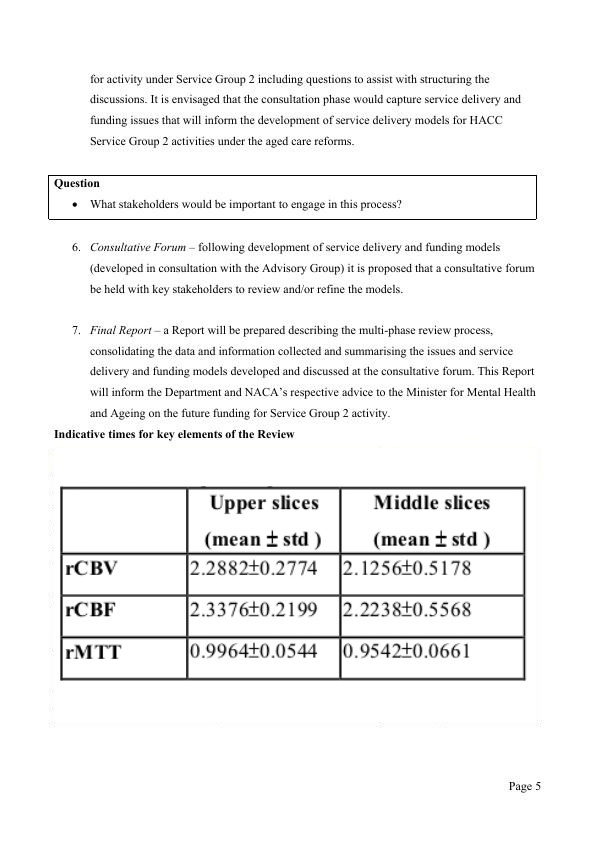 for activity under Service Group 2 including questions to assist with structuring the
discussions. It is envisaged that the consultation phase would capture service delivery and
funding issues that will inform the development of service delivery models for HACC
Service Group 2 activities under the aged care reforms.
Question
• What stakeholders would be important to engage in this process?
6. Consultative Forum – following development of service delivery and funding models
(developed in consultation with the Advisory Group) it is proposed that a consultative forum
be held with key stakeholders to review and/or refine the models.
7. Final Report – a Report will be prepared describing the multi-phase review process,
consolidating the data and information collected and summarising the issues and service
delivery and funding models developed and discussed at the consultative forum. This Report
will inform the Department and NACA's respective advice to the Minister for Mental Health
and Ageing on the future funding for Service Group 2 activity.
Indicative times for key elements of the Review
Upper slices Middle slices
(mean ± std ) (mean ± std )
rCBV 2.2882±0.2774 2.1256±0.5178
rCBF 2.3376±0.2199 2.2238±0.5568
rMTT 0.9964±0.0544 0.9542±0.0661
Page 5